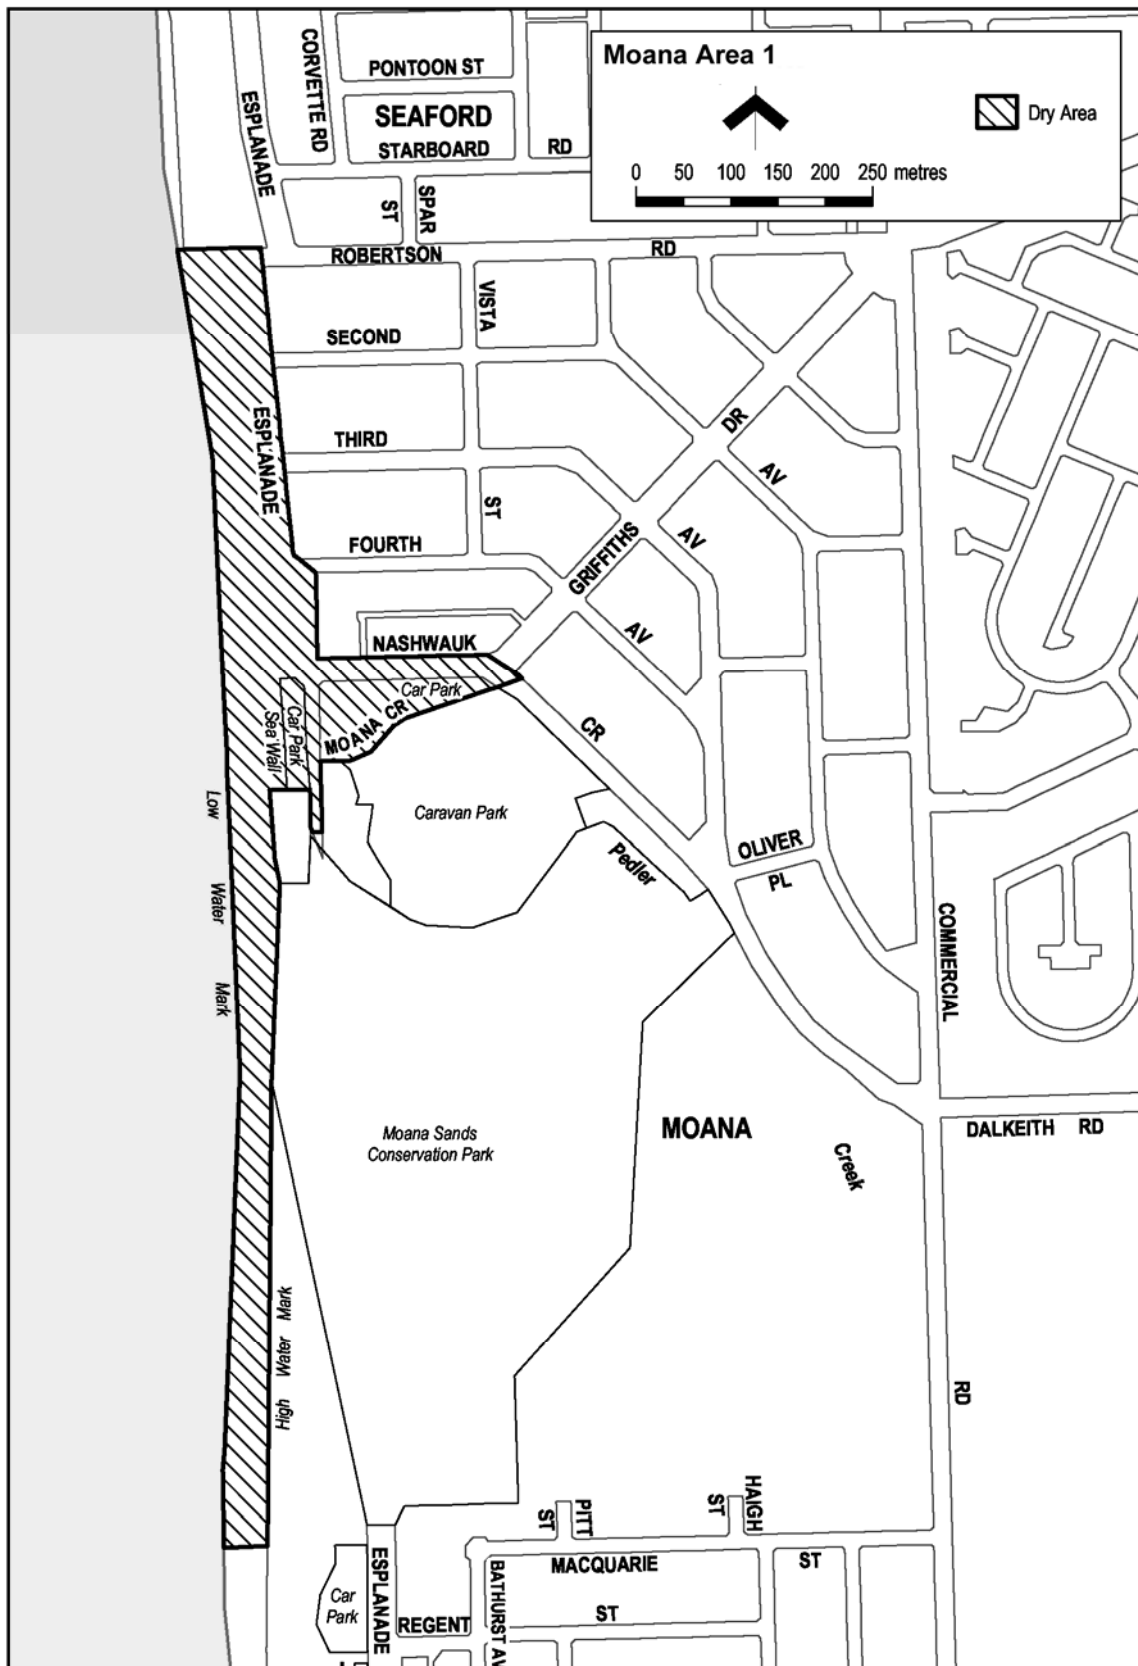 Moana Area 1
Dry Area
0 50 100 150 200 250 metres
CORVETTE RD
PONTOON ST
ESPLANADE
SEAFORD
STARBOARD RD
SPAR ST
ROBERTSON RD
VISTA
SECOND
ESPLANADE
THIRD
DR
AV
ST
FOURTH
GRIFFITHS
AV
AV
NASHWAUK
Car Park
MOANA CR
CR
Car Park
Sea Wall
Low Water Mark
Caravan Park
Pedler
OLIVER
PL
COMMERCIAL
Moana Sands
Conservation Park
MOANA
DALKEITH RD
Creek
High Water Mark
RD
PITT ST
HAIGH ST
MACQUARIE ST
ESPLANADE
BATHURST AV
Car
Park
REGENT ST